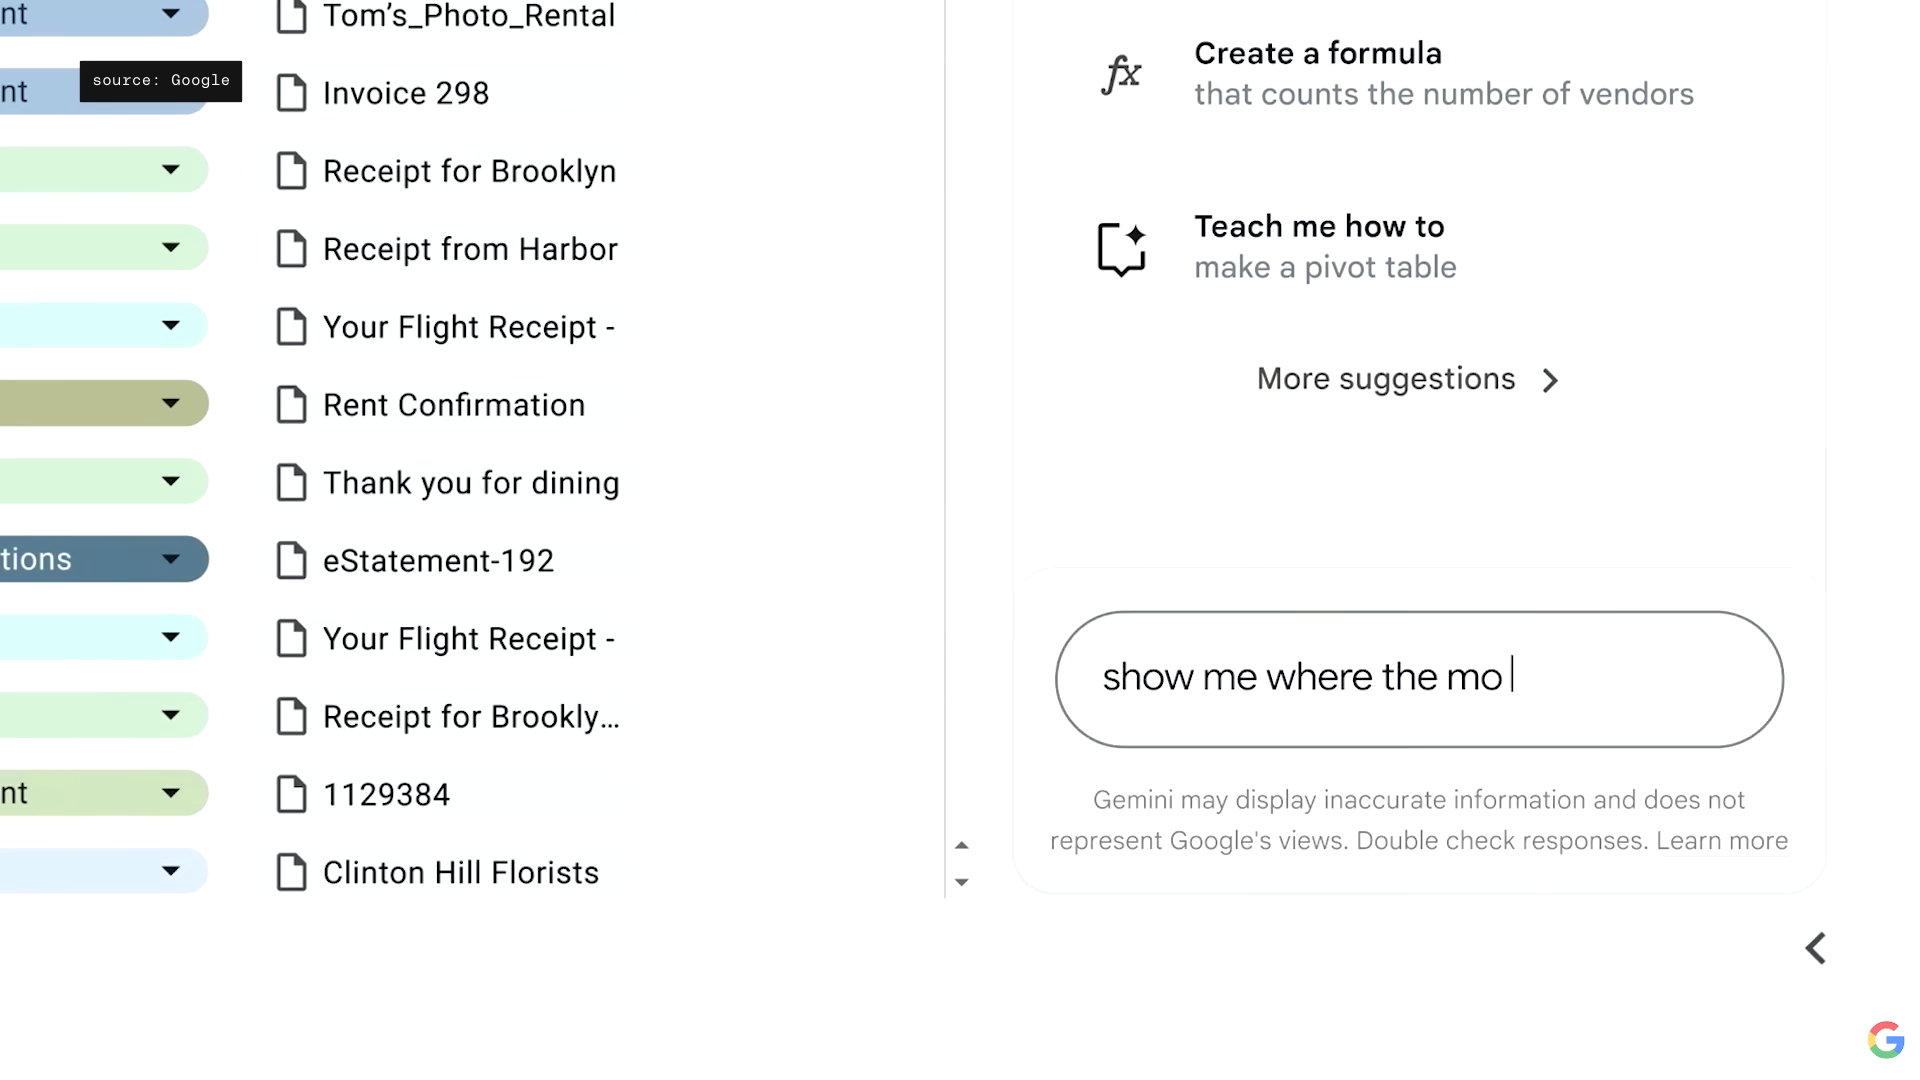 nt
Tom’s_Photo_Rental
source: Google
nt
Invoice 298
Receipt for Brooklyn
Receipt from Harbor
Your Flight Receipt -
Rent Confirmation
Thank you for dining
tions
eStatement-192
Your Flight Receipt -
Receipt for Brookly...
nt
1129384
Clinton Hill Florists
fx
Create a formula
that counts the number of vendors
Teach me how to
make a pivot table
More suggestions
show me where the mo
Gemini may display inaccurate information and does not
represent Google's views. Double check responses. Learn more
G